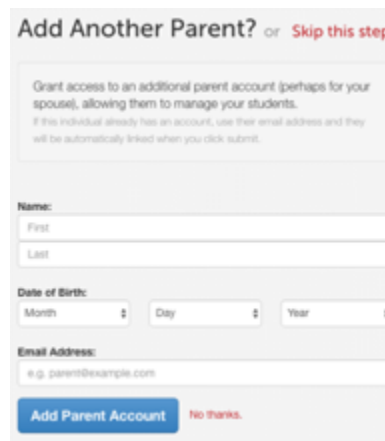 Add Another Parent? or Skip this step
Grant access to an additional parent account (perhaps for your
spouse), allowing them to manage your students.
If this individual already has an account, use their email address and they
will be automatically linked when you click submit.
Name:
First
Last
Date of Birth:
Month Day Year
Email Address:
e.g. parent@example.com
Add Parent Account No thanks.